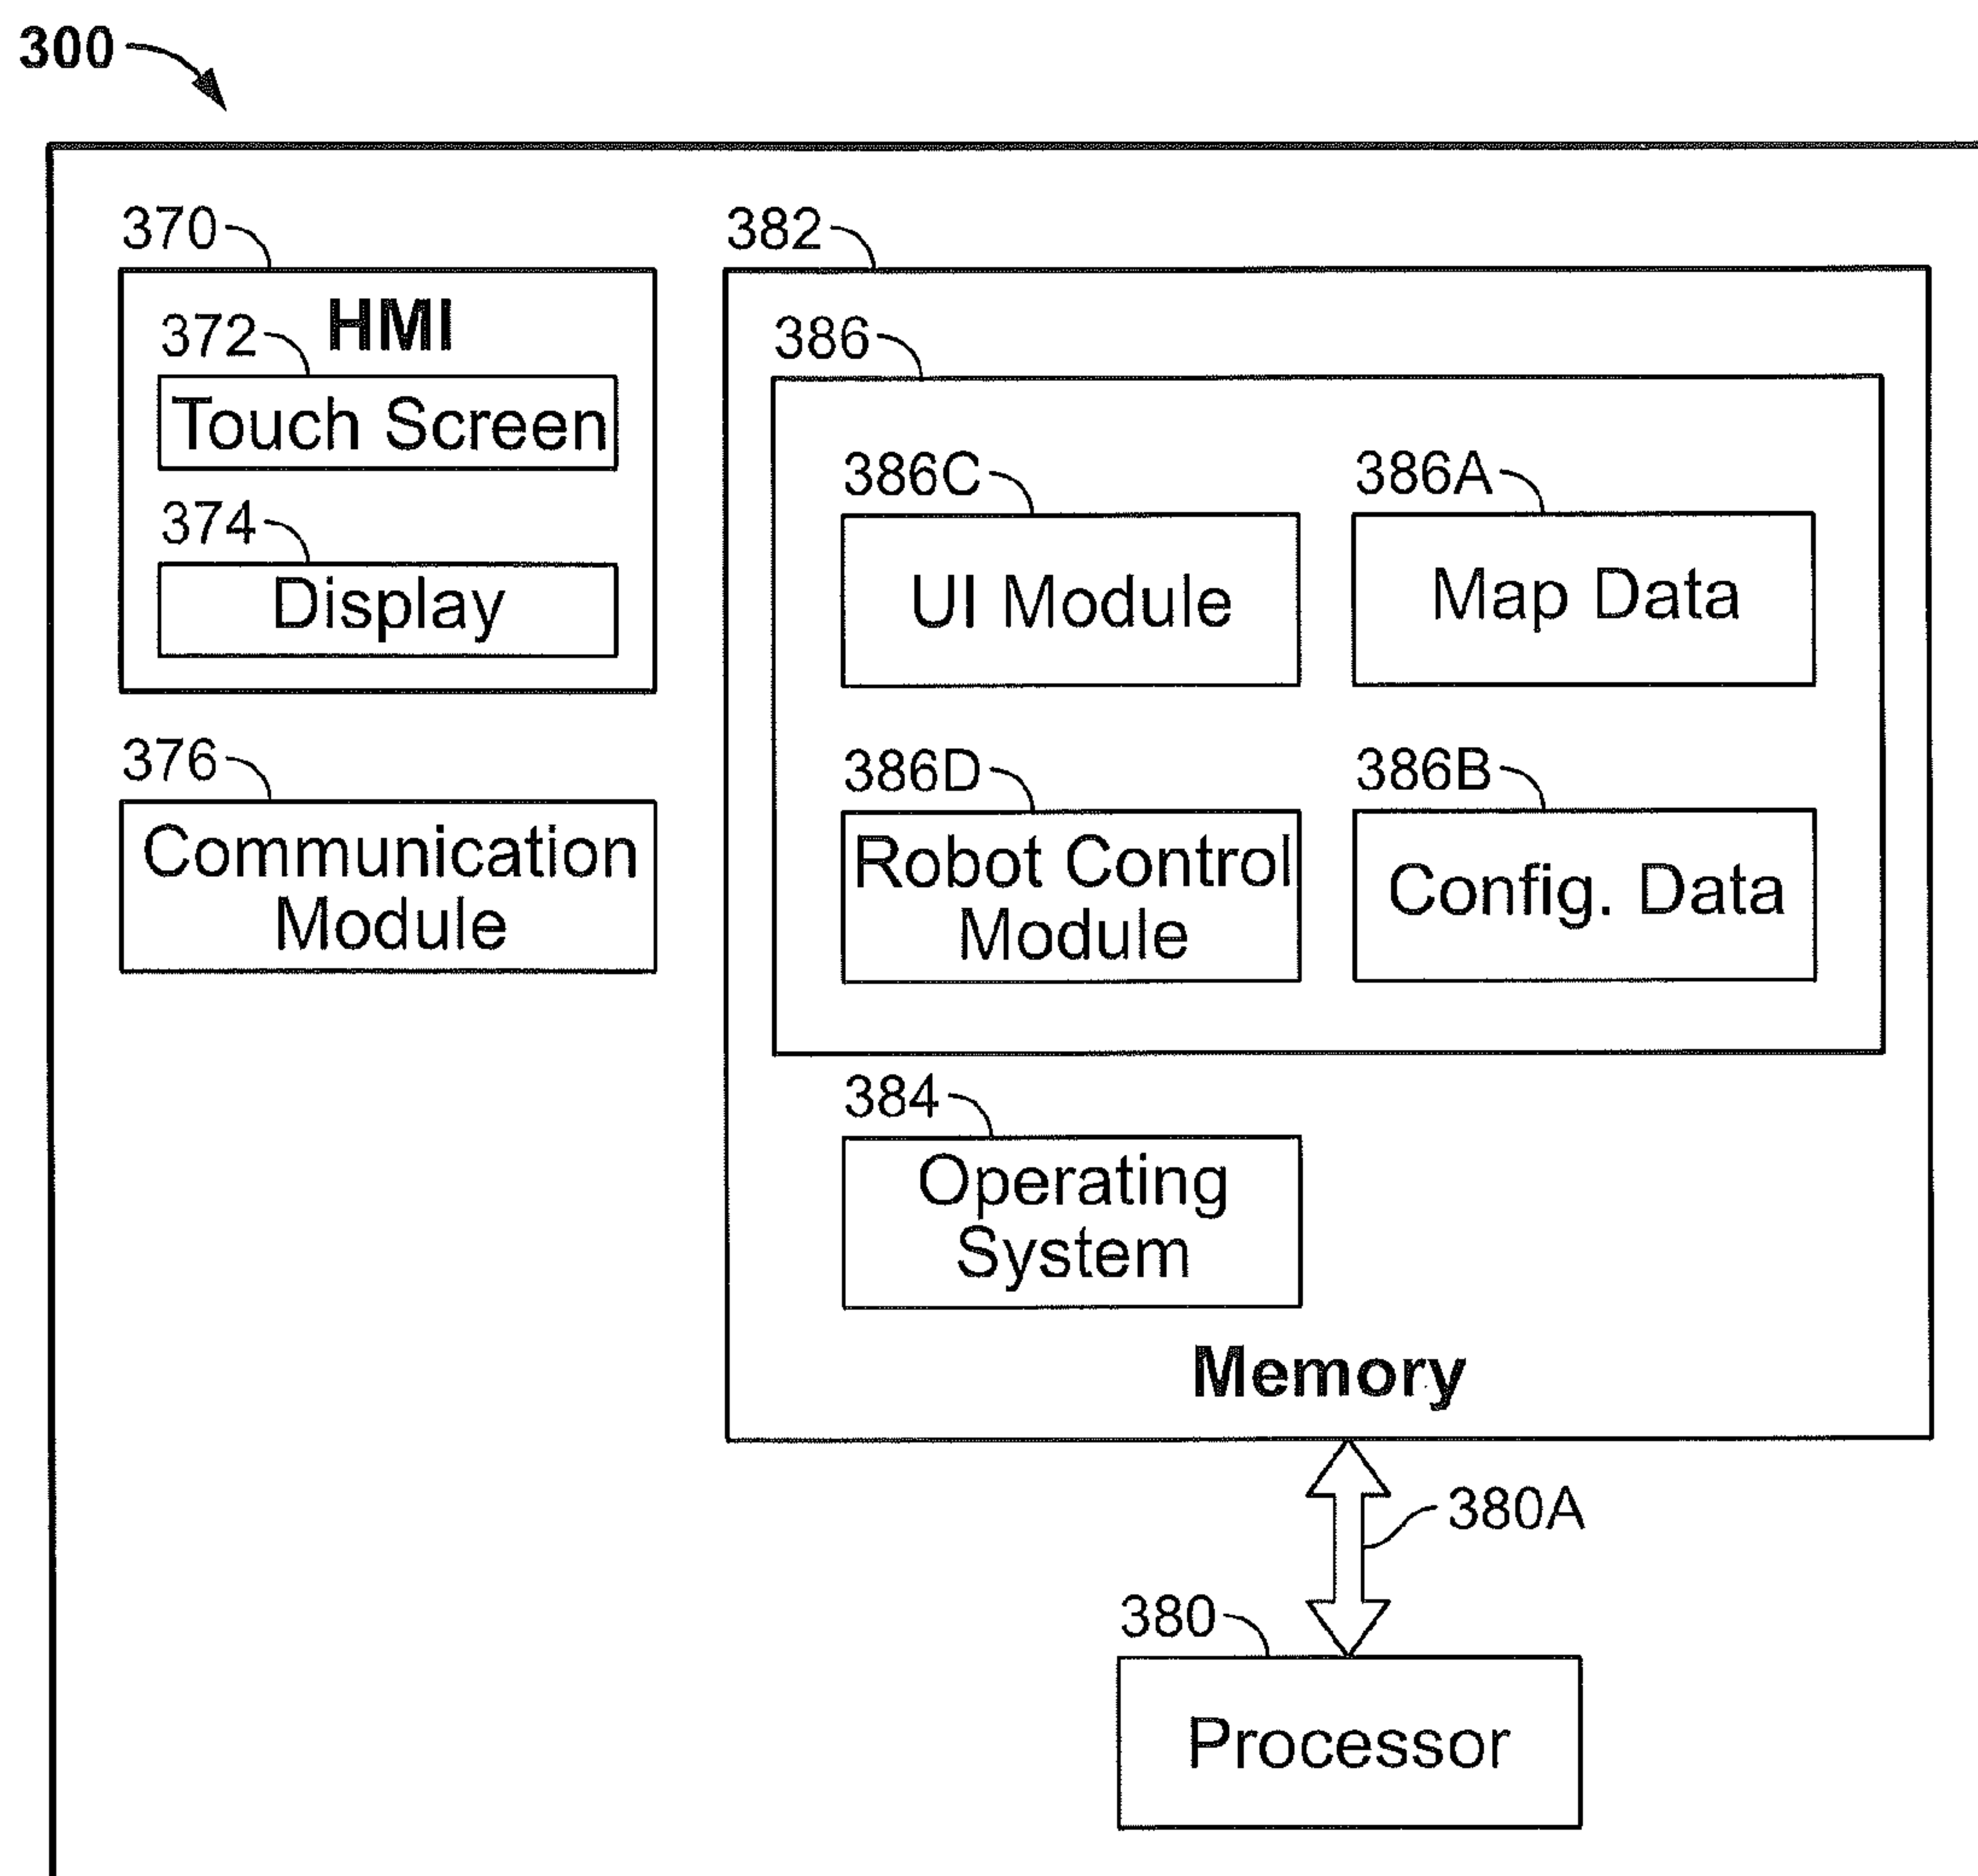 300
370
HMI
372
Touch Screen
374
Display
376
Communication
Module
382
386
386C
UI Module
386A
Map Data
386D
Robot Control
Module
386B
Config. Data
384
Operating
System
Memory
380A
380
Processor